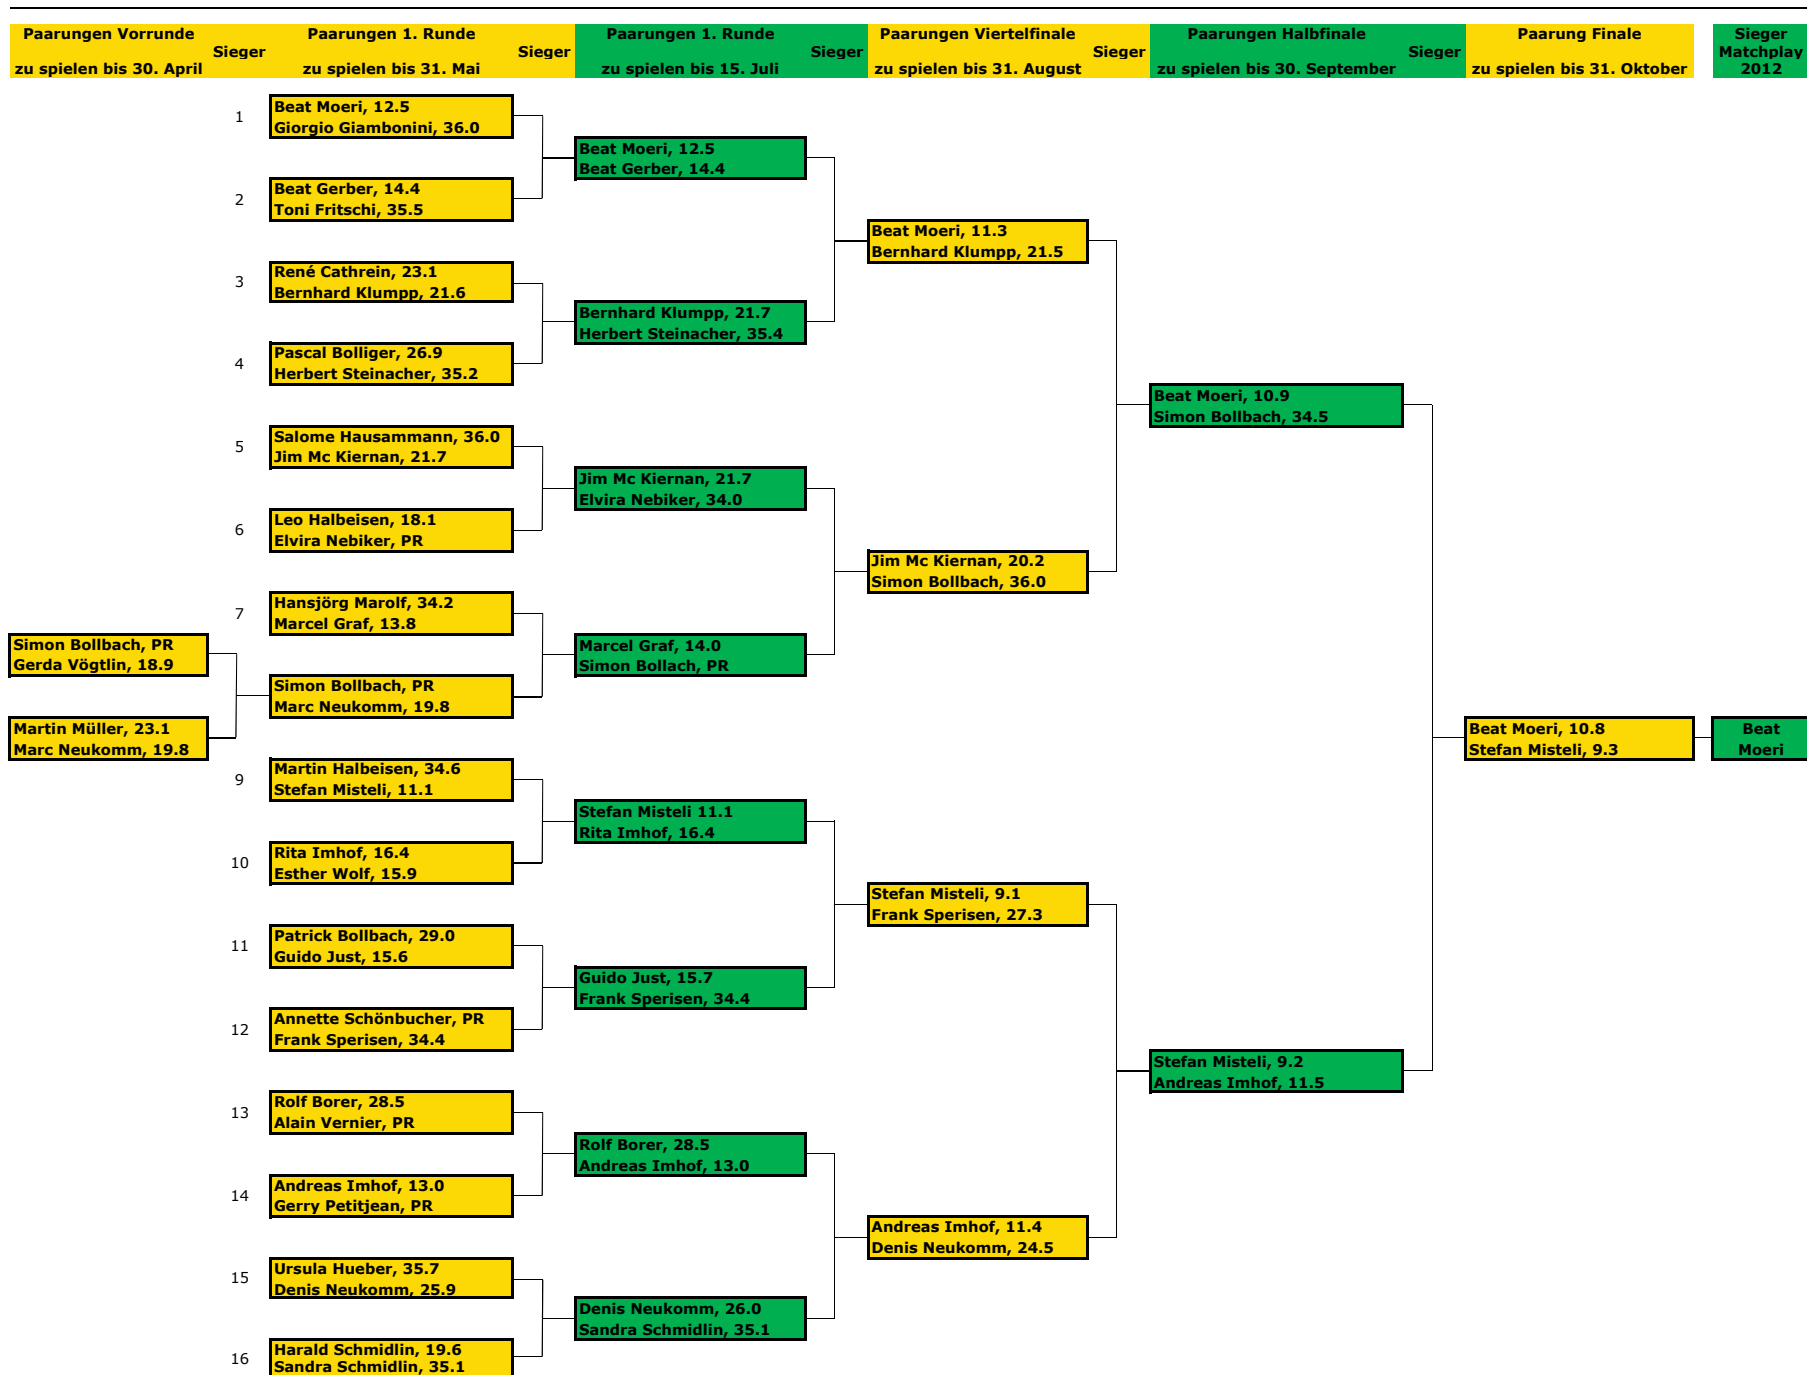 Paarungen Vorrunde
zu spielen bis 30. April
Sieger
Paarungen 1. Runde
zu spielen bis 31. Mai
Sieger
Paarungen 1. Runde
zu spielen bis 15. Juli
Sieger
Paarungen Viertelfinale
zu spielen bis 31. August
Sieger
Paarungen Halbfinale
zu spielen bis 30. September
Sieger
Paarung Finale
zu spielen bis 31. Oktober
Sieger
Matchplay
2012
Simon Bollbach, PR
Gerda Vögtlin, 18.9
Martin Müller, 23.1
Marc Neukomm, 19.8
1
Beat Moeri, 12.5
Giorgio Giambonini, 36.0
2
Beat Gerber, 14.4
Toni Fritschi, 35.5
3
René Cathrein, 23.1
Bernhard Klumpp, 21.6
4
Pascal Bolliger, 26.9
Herbert Steinacher, 35.2
5
Salome Hausammann, 36.0
Jim Mc Kiernan, 21.7
6
Leo Halbeisen, 18.1
Elvira Nebiker, PR
7
Hansjörg Marolf, 34.2
Marcel Graf, 13.8
Simon Bollbach, PR
Marc Neukomm, 19.8
9
Martin Halbeisen, 34.6
Stefan Misteli, 11.1
10
Rita Imhof, 16.4
Esther Wolf, 15.9
11
Patrick Bollbach, 29.0
Guido Just, 15.6
12
Annette Schönbucher, PR
Frank Sperisen, 34.4
13
Rolf Borer, 28.5
Alain Vernier, PR
14
Andreas Imhof, 13.0
Gerry Petitjean, PR
15
Ursula Hueber, 35.7
Denis Neukomm, 25.9
16
Harald Schmidlin, 19.6
Sandra Schmidlin, 35.1
Beat Moeri, 12.5
Beat Gerber, 14.4
Bernhard Klumpp, 21.7
Herbert Steinacher, 35.4
Jim Mc Kiernan, 21.7
Elvira Nebiker, 34.0
Marcel Graf, 14.0
Simon Bollach, PR
Stefan Misteli 11.1
Rita Imhof, 16.4
Guido Just, 15.7
Frank Sperisen, 34.4
Rolf Borer, 28.5
Andreas Imhof, 13.0
Denis Neukomm, 26.0
Sandra Schmidlin, 35.1
Beat Moeri, 11.3
Bernhard Klumpp, 21.5
Jim Mc Kiernan, 20.2
Simon Bollbach, 36.0
Stefan Misteli, 9.1
Frank Sperisen, 27.3
Andreas Imhof, 11.4
Denis Neukomm, 24.5
Beat Moeri, 10.9
Simon Bollbach, 34.5
Stefan Misteli, 9.2
Andreas Imhof, 11.5
Beat Moeri, 10.8
Stefan Misteli, 9.3
Beat
Moeri